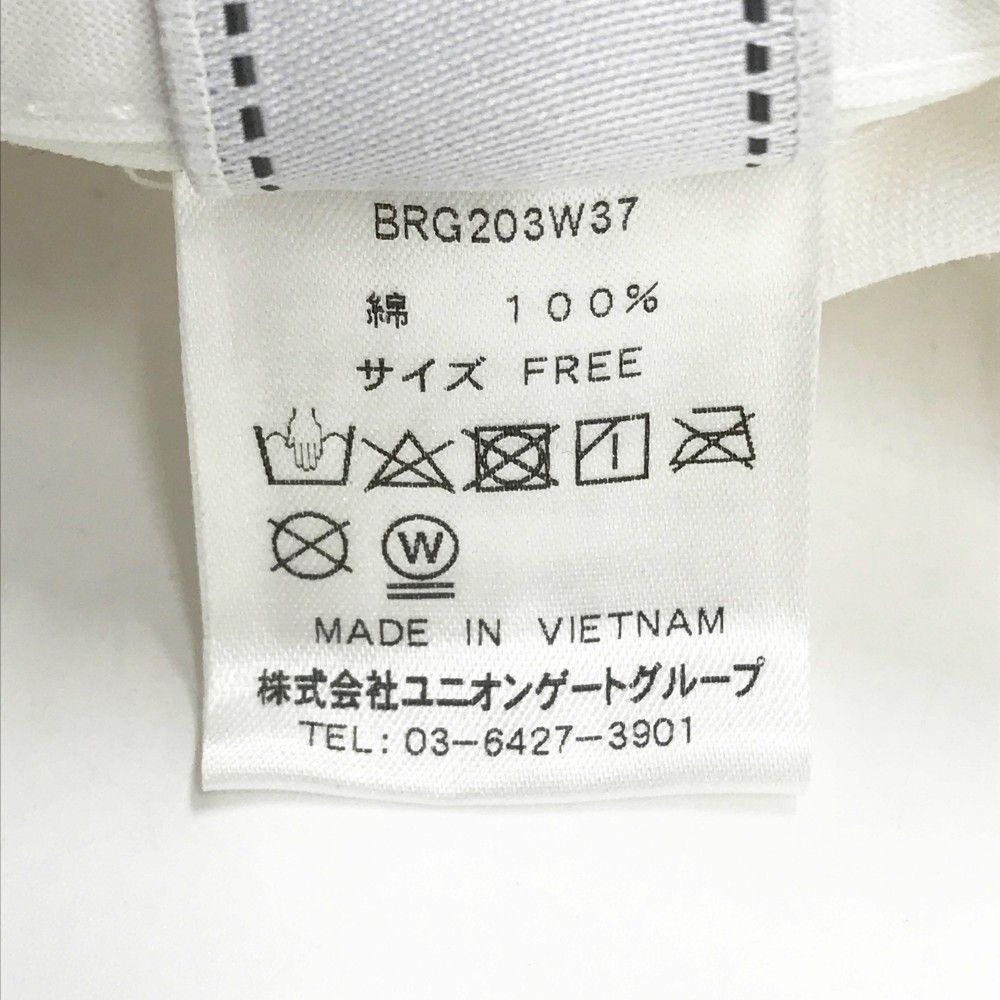 BRG203W37
綿 100%
サイズ FREE
W
MADE IN VIETNAM
株式会社ユニオンゲートグループ
TEL: 03-6427-3901